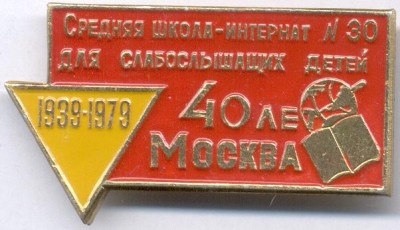 Средняя школа-интернат N 30
для слабослышащих детей
1939-1979
40 лет
Москва